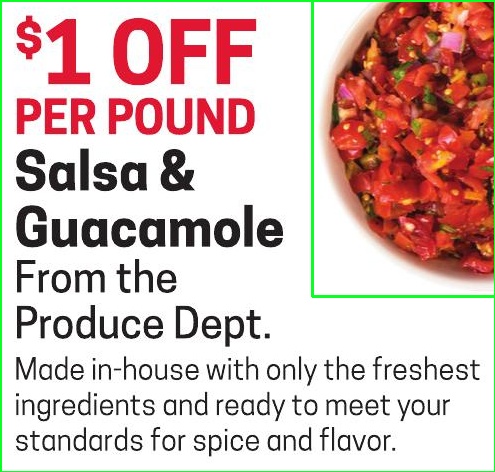 $1 OFF
PER POUND
Salsa &
Guacamole
From the
Produce Dept.
Made in-house with only the freshest
ingredients and ready to meet your
standards for spice and flavor.